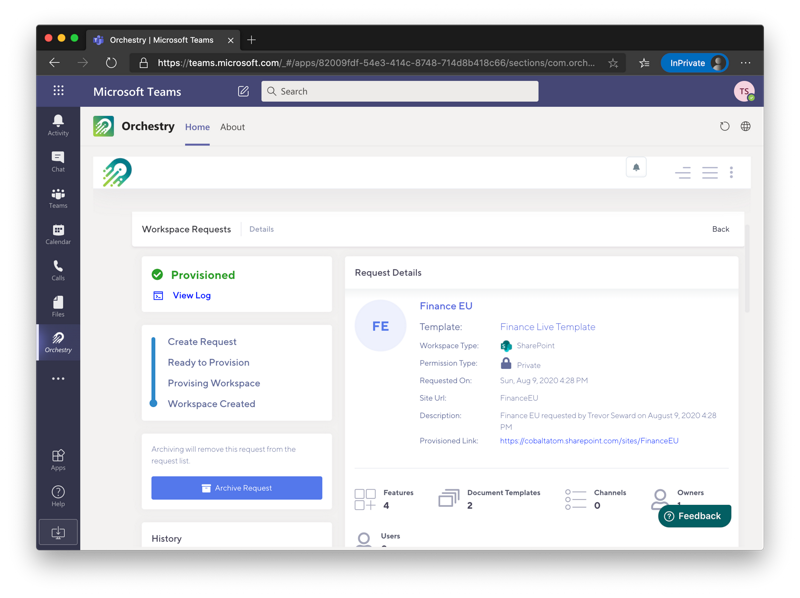 Orchestry | Microsoft Teams
https://teams.microsoft.com/_#/apps/82009fdf-54e3-414c-8748-714d8b418c66/sections/com.orch...
InPrivate
Microsoft Teams
Search
TS
Activity
Chat
Teams
Calendar
Calls
Files
Orchestry
Apps
Help
Orchestry
Home
About
Workspace Requests
Details
Back
Provisioned
View Log
Create Request
Ready to Provision
Provising Workspace
Workspace Created
Archiving will remove this request from the
request list.
Archive Request
History
Request Details
FE
Finance EU
Template: Finance Live Template
Workspace Type: SharePoint
Permission Type: Private
Requested On: Sun, Aug 9, 2020 4:28 PM
Site Url: FinanceEU
Description: Finance EU requested by Trevor Seward on August 9, 2020 4:28
PM
Provisioned Link: https://cobaltatom.sharepoint.com/sites/FinanceEU
Features
4
Document Templates
2
Channels
0
Owners
Users
Feedback